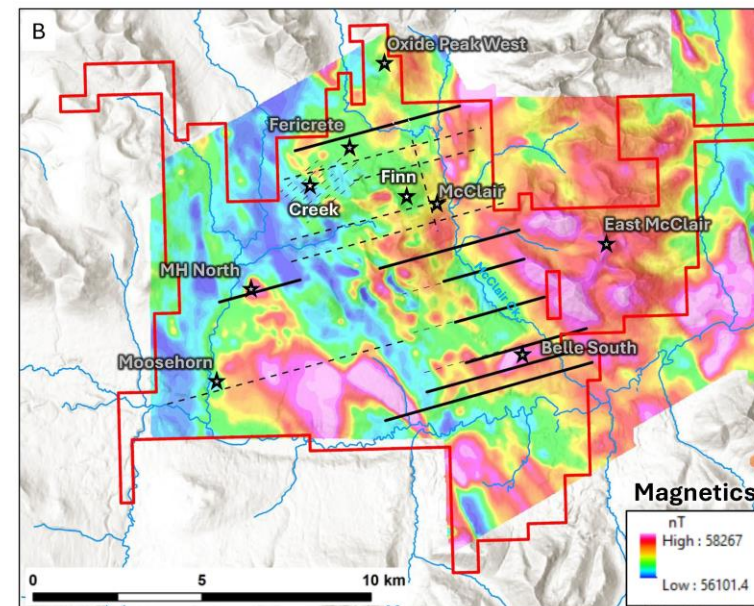 B
Oxide Peak West
Fericrete
Finn
Creek
McClair
East McClair
MH North
McClair Ck.
Moosehorn
Belle South
Magnetics
nT
High : 58267
Low : 56101.4
0 5 10 km